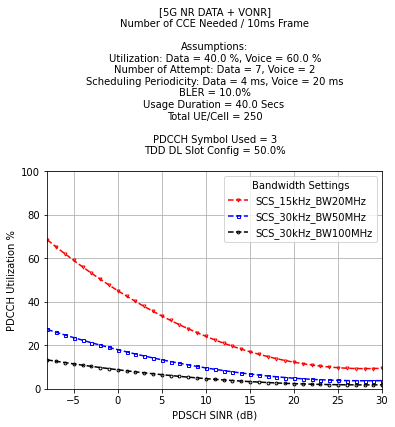 [5G NR DATA + VONR]
Number of CCE Needed / 10ms Frame
Assumptions:
Utilization: Data = 40.0 %, Voice = 60.0 %
Number of Attempt: Data = 7, Voice = 2
Scheduling Periodicity: Data = 4 ms, Voice = 20 ms
BLER = 10.0%
Usage Duration = 40.0 Secs
Total UE/Cell = 250
PDCCH Symbol Used = 3
TDD DL Slot Config = 50.0%
Bandwidth Settings
SCS_15kHz_BW20MHz
SCS_30kHz_BW50MHz
SCS_30kHz_BW100MHz
PDCCH Utilization %
100
80
60
40
20
0
−5 0 5 10 15 20 25 30
PDSCH SINR (dB)